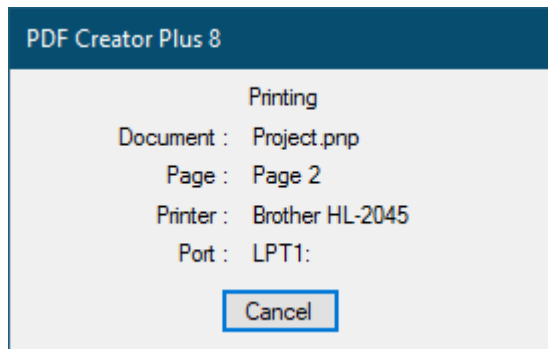 PDF Creator Plus 8
Printing
Document : Project.pnp
Page : Page 2
Printer : Brother HL-2045
Port : LPT1:
Cancel